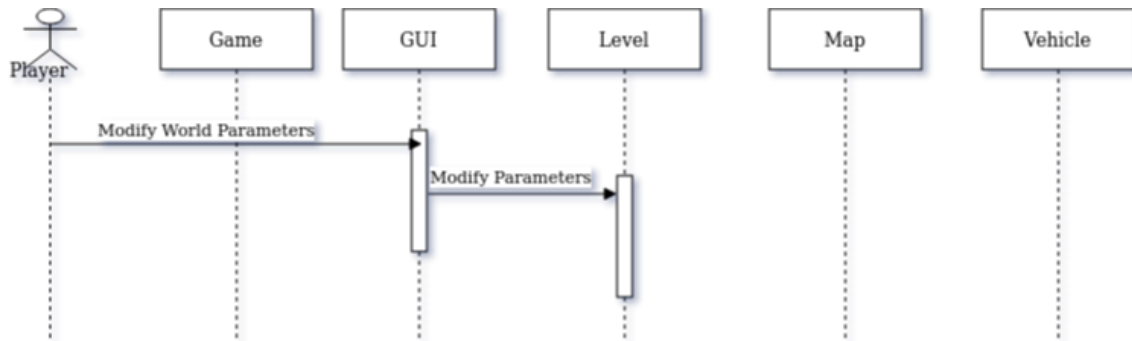 Player
Game
GUI
Level
Map
Vehicle
Modify World Parameters
Modify Parameters